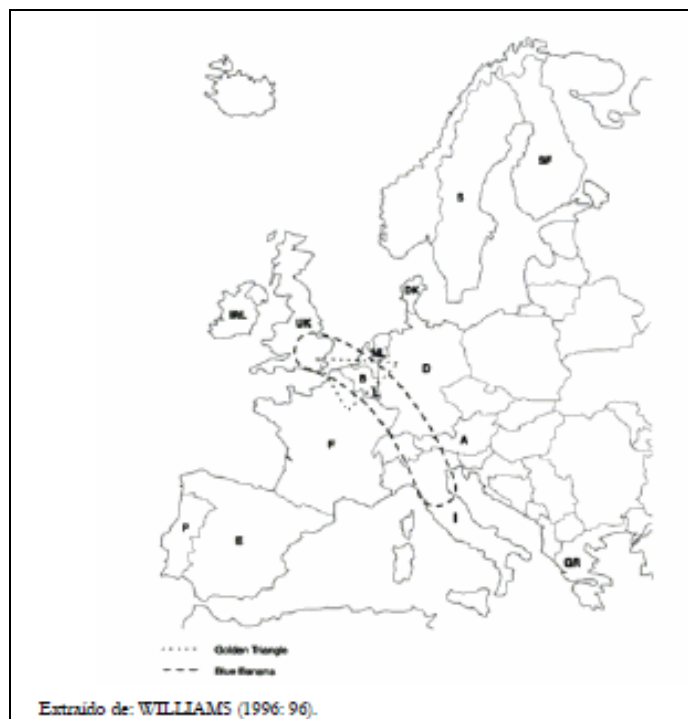 SF
S
DK
IRL
UK
NL
D
B
L
A
F
I
P
E
GR
Golden Triangle
Blue Banana
Extraído de: WILLIAMS (1996: 96).